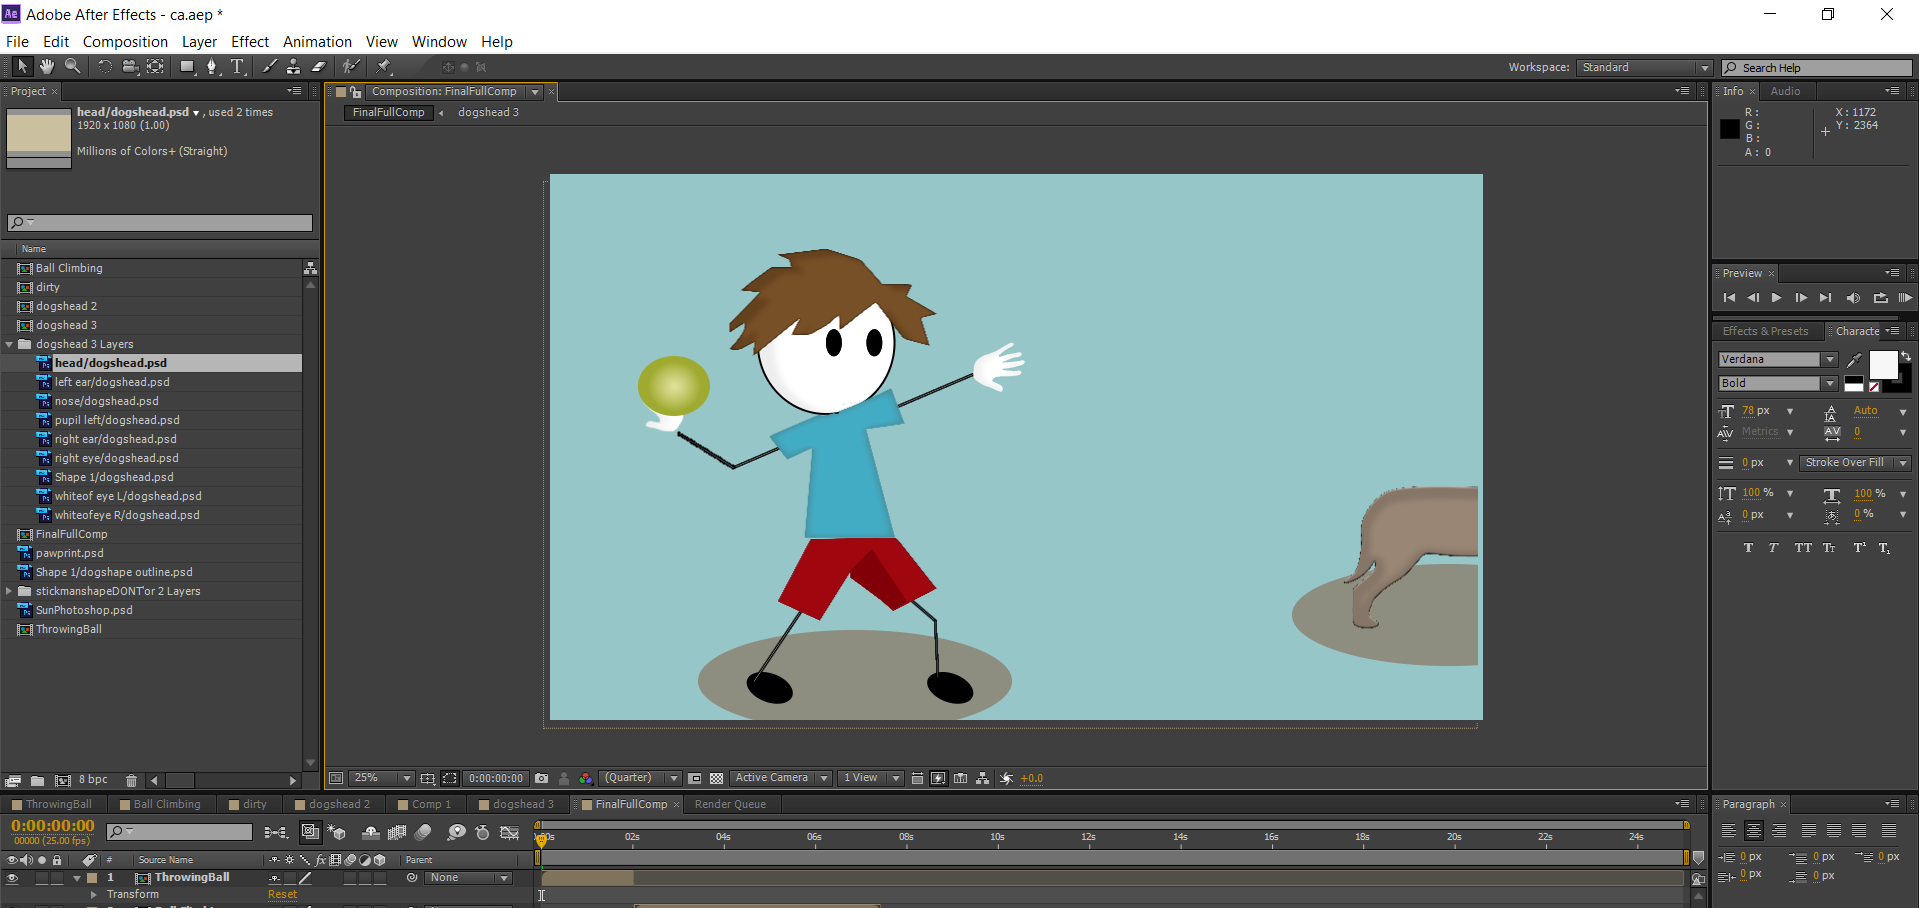 Ae Adobe After Effects - ca.aep *
File Edit Composition Layer Effect Animation View Window Help
Workspace: Standard Search Help
Project × Composition: FinalFullComp × Info × Audio
head/dogshead.psd , used 2 times
1920 x 1080 (1.00)
Millions of Colors+ (Straight)
FinalFullComp dogshead 3
R :
G :
B :
A : 0
X : 1172
Y : 2364
Name
Ball Climbing
dirty
dogshead 2
dogshead 3
dogshead 3 Layers
head/dogshead.psd
left ear/dogshead.psd
nose/dogshead.psd
pupil left/dogshead.psd
right ear/dogshead.psd
right eye/dogshead.psd
Shape 1/dogshead.psd
whiteof eye L/dogshead.psd
whiteofeye R/dogshead.psd
FinalFullComp
pawprint.psd
Shape 1/dogshape outline.psd
stickmanshapeDONT'or 2 Layers
SunPhotoshop.psd
ThrowingBall
8 bpc
Preview ×
Effects & Presets Characte
Verdana
Bold
78 px Auto
Metrics 0
0 px Stroke Over Fill
100 % 100 %
0 px 0 %
T T TT Tt T¹ T₁
25% 0:00:00:00 (Quarter) Active Camera 1 View +0.0
ThrowingBall Ball Climbing dirty dogshead 2 Comp 1 dogshead 3 FinalFullComp × Render Queue
0:00:00:00
00000 (25.00 fps)
02s 04s 06s 08s 10s 12s 14s 16s 18s 20s 22s 24s
# Source Name fx Parent
1 ThrowingBall None
Transform Reset
Paragraph ×
0 px 0 px 0 px
0 px 0 px